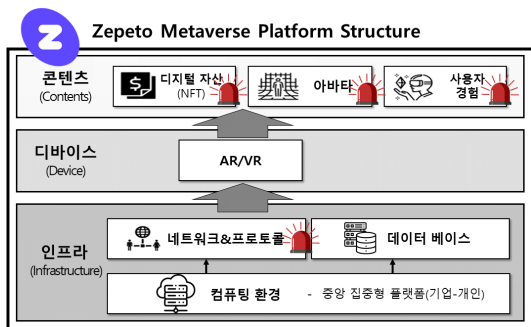 Zepeto Metaverse Platform Structure
콘텐츠
(Contents)
디지털 자산
(NFT)
아바타
사용자
경험
디바이스
(Device)
AR/VR
인프라
(Infrastructure)
네트워크&프로토콜
데이터 베이스
컴퓨팅 환경
- 중앙 집중형 플랫폼(기업-개인)